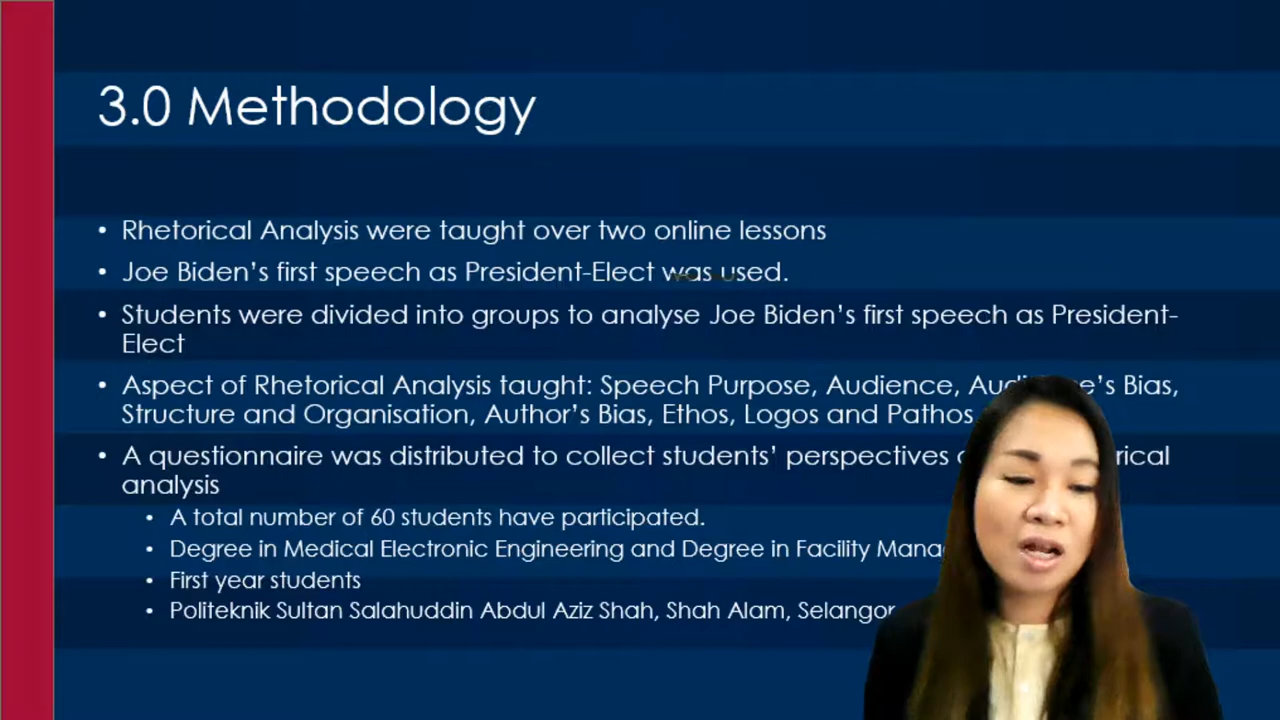 3.0 Methodology
• Rhetorical Analysis were taught over two online lessons
• Joe Biden's first speech as President-Elect was used.
• Students were divided into groups to analyse Joe Biden's first speech as President-
Elect
• Aspect of Rhetorical Analysis taught: Speech Purpose, Audience, Bias,
Structure and Organisation, Author's Bias, Ethos, Logos and Pathos
• A questionnaire was distributed to collect students' perspectives
analysis
• A total number of 60 students have participated.
• Degree in Medical Electronic Engineering and Degree in Facility
• First year students
• Politeknik Sultan Salahuddin Abdul Aziz Shah, Shah Alam, Selangor